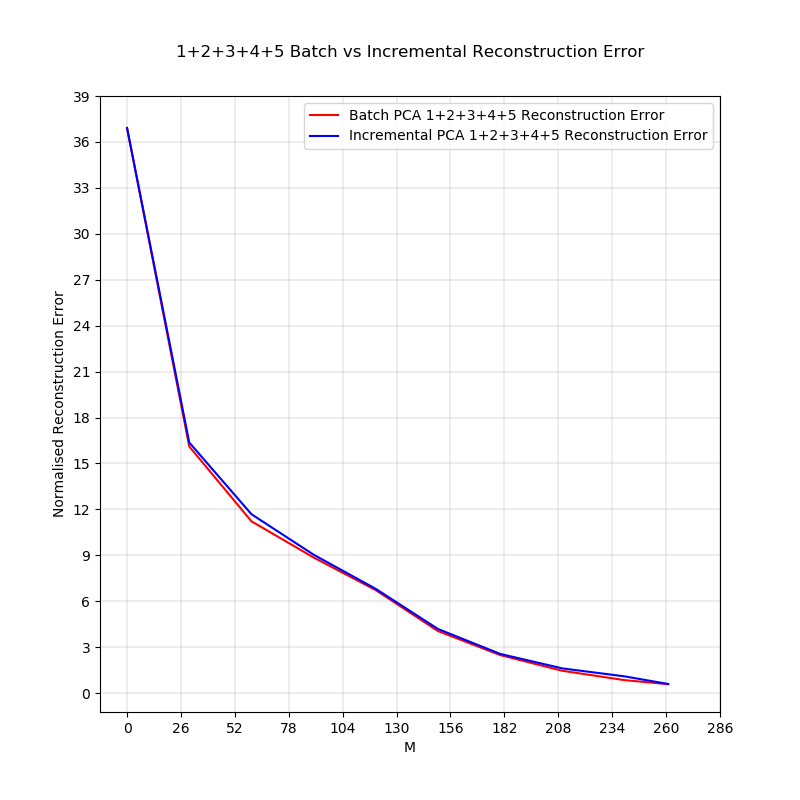 1+2+3+4+5 Batch vs Incremental Reconstruction Error
Batch PCA 1+2+3+4+5 Reconstruction Error
Incremental PCA 1+2+3+4+5 Reconstruction Error
39
36
33
30
27
24
21
18
15
12
9
6
3
0
Normalised Reconstruction Error
0 26 52 78 104 130 156 182 208 234 260 286
M